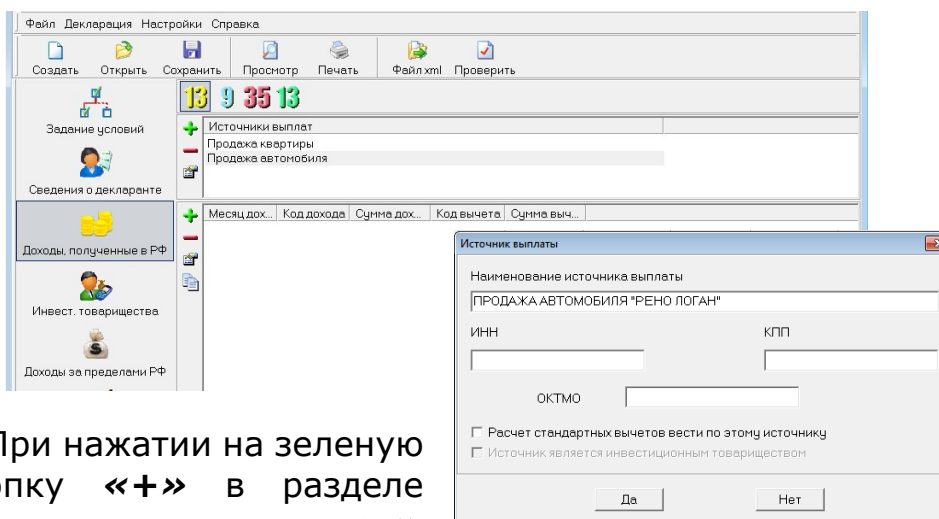 Файл Декларация Настройки Справка
Создать Открыть Сохранить Просмотр Печать Файл xml Проверить
13 9 35 13
Задание условий
Сведения о декларанте
Доходы, полученные в РФ
Инвест. товарищества
Доходы за пределами РФ
Источники выплат
Продажа квартиры
Продажа автомобиля
Месяц дох... Код дохода Сумма дох... Код вычета Сумма выч...
Источник выплаты
Наименование источника выплаты
ПРОДАЖА АВТОМОБИЛЯ "РЕНО ЛОГАН"
ИНН КПП
ОКТМО
Расчет стандартных вычетов вести по этому источнику
Источник является инвестиционным товариществом
Да Нет
При нажатии на зеленую
опку «+» в разделе